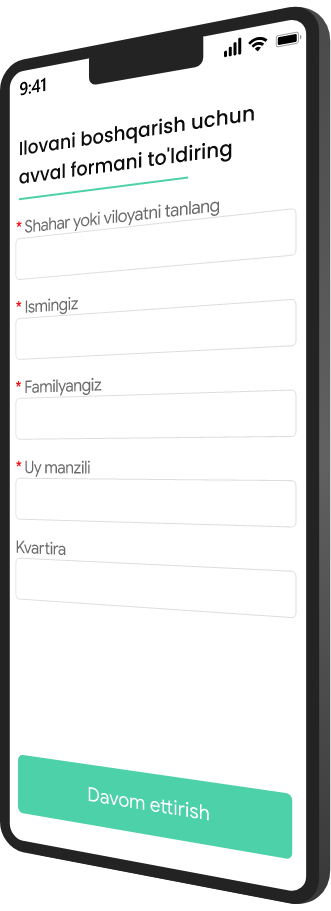 9:41
Ilovani boshqarish uchun
avval formani to'ldiring
* Shahar yoki viloyatni tanlang
* Ismingiz
* Familyangiz
* Uy manzili
Kvartira
Davom ettirish